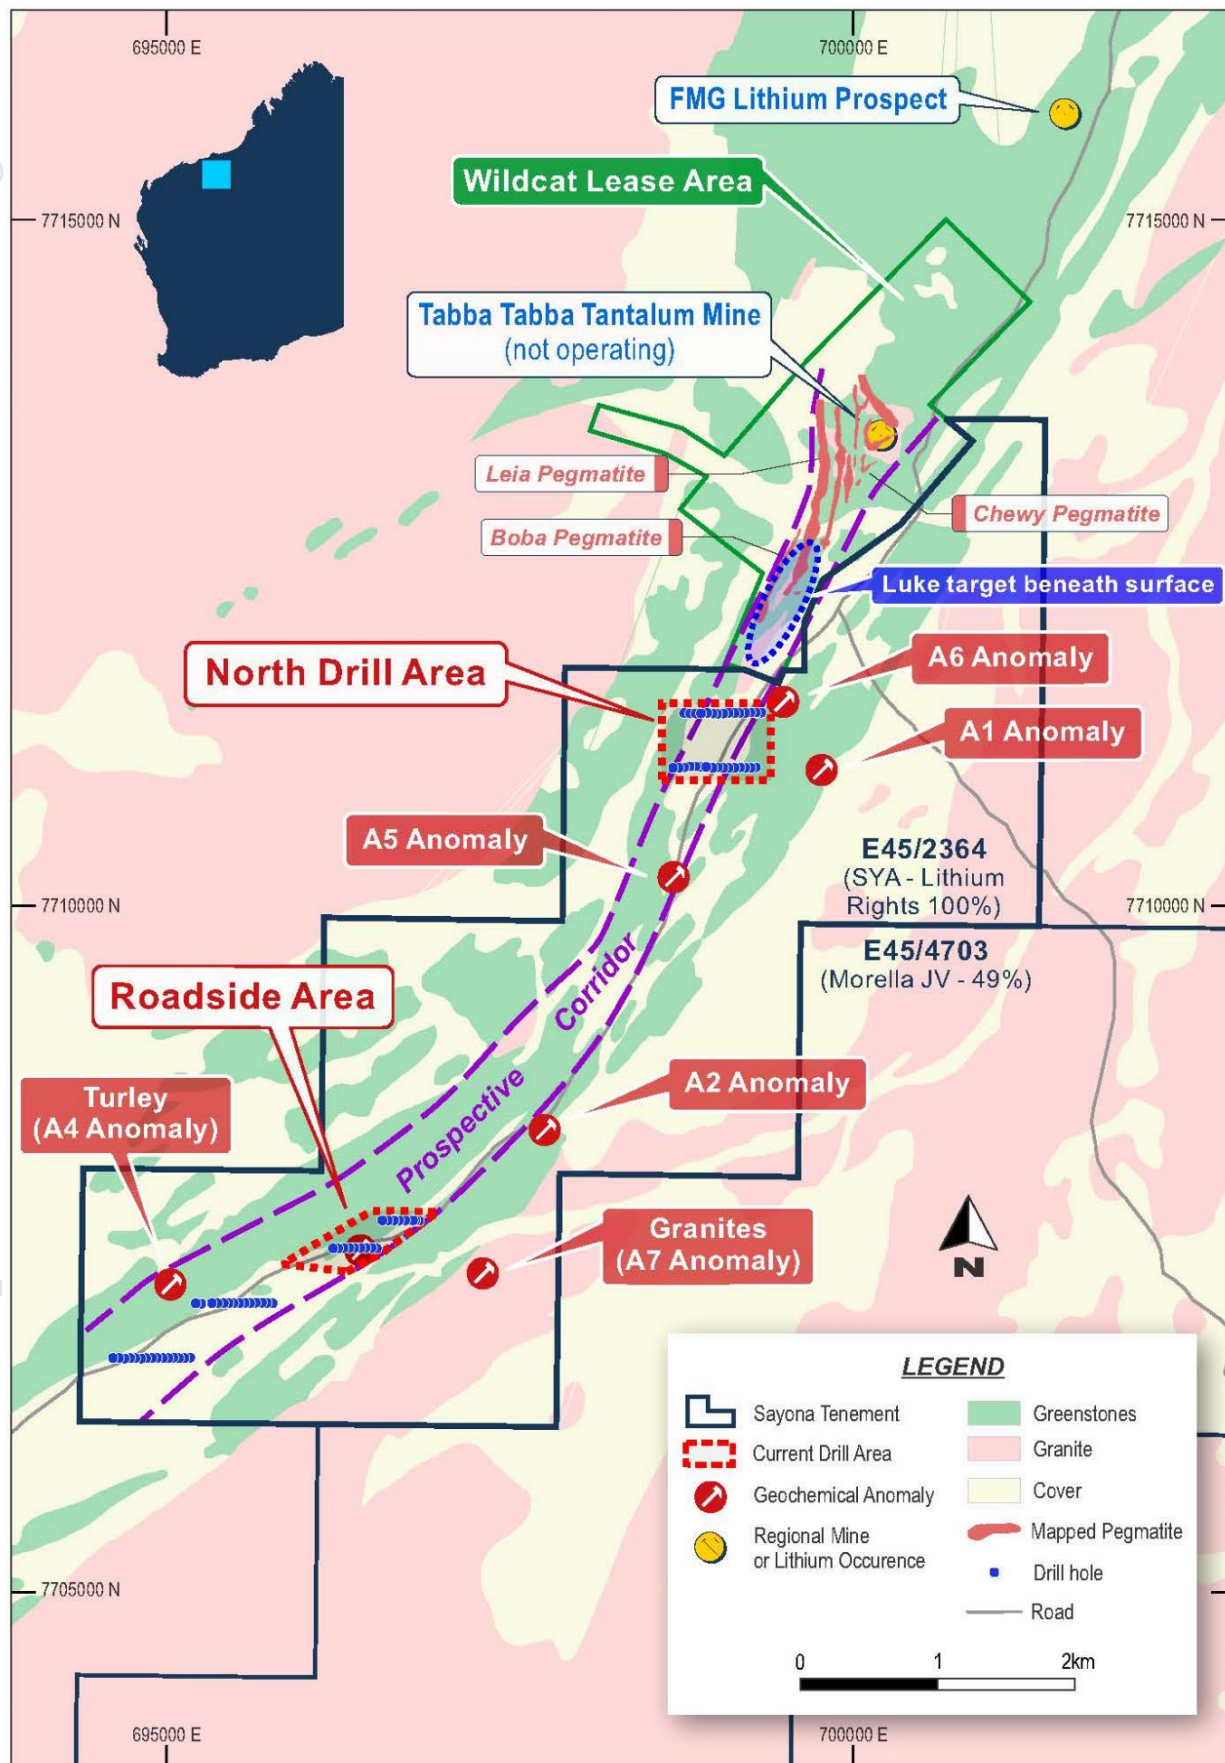 695000 E
700000 E
FMG Lithium Prospect
Wildcat Lease Area
7715000 N
7715000 N
Tabba Tabba Tantalum Mine
(not operating)
Leia Pegmatite
Chewy Pegmatite
Boba Pegmatite
Luke target beneath surface
North Drill Area
A6 Anomaly
A1 Anomaly
A5 Anomaly
E45/2364
(SYA - Lithium
Rights 100%)
7710000 N
7710000 N
E45/4703
(Morella JV - 49%)
Prospective Corridor
Roadside Area
A2 Anomaly
Turley
(A4 Anomaly)
Granites
(A7 Anomaly)
N
LEGEND
Sayona Tenement
Current Drill Area
Geochemical Anomaly
Regional Mine
or Lithium Occurence
Greenstones
Granite
Cover
Mapped Pegmatite
Drill hole
Road
0 1 2km
7705000 N
695000 E
700000 E